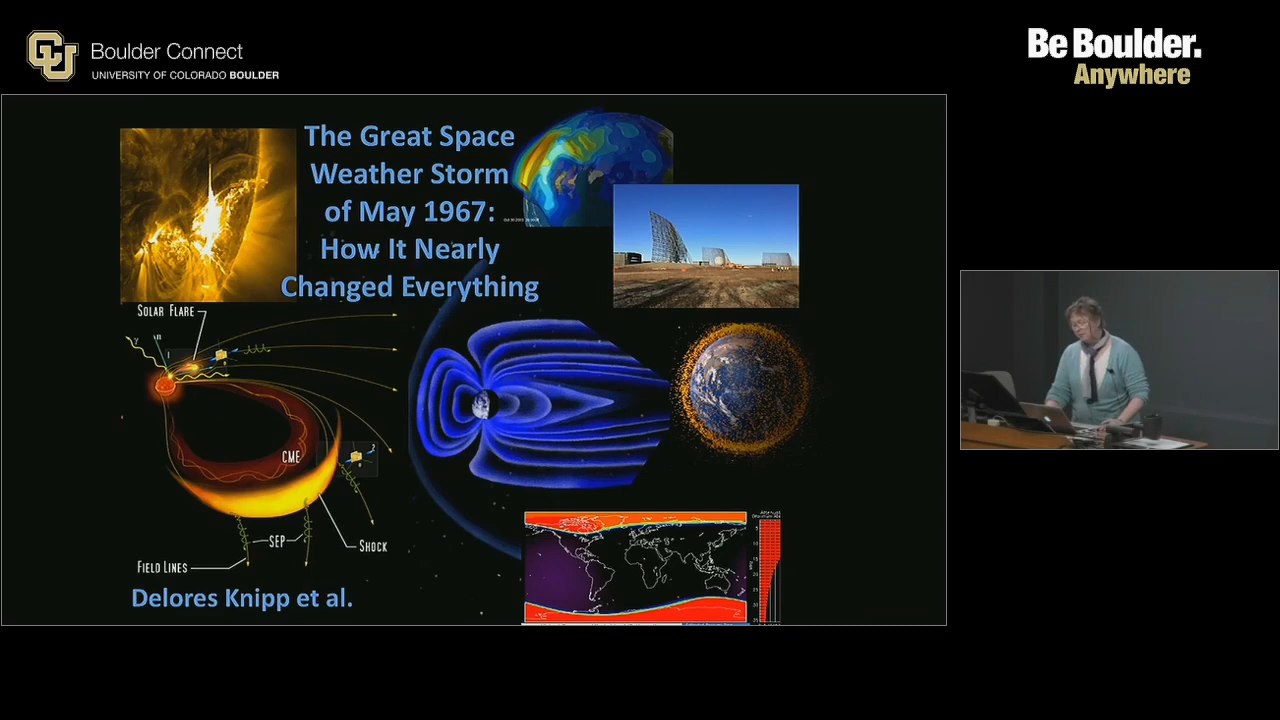 CU
Boulder Connect
UNIVERSITY OF COLORADO BOULDER
Be Boulder.
Anywhere
The Great Space
Weather Storm
of May 1967:
How It Nearly
Changed Everything
SOLAR FLARE
CME
SEP
SHOCK
FIELD LINES
Delores Knipp et al.